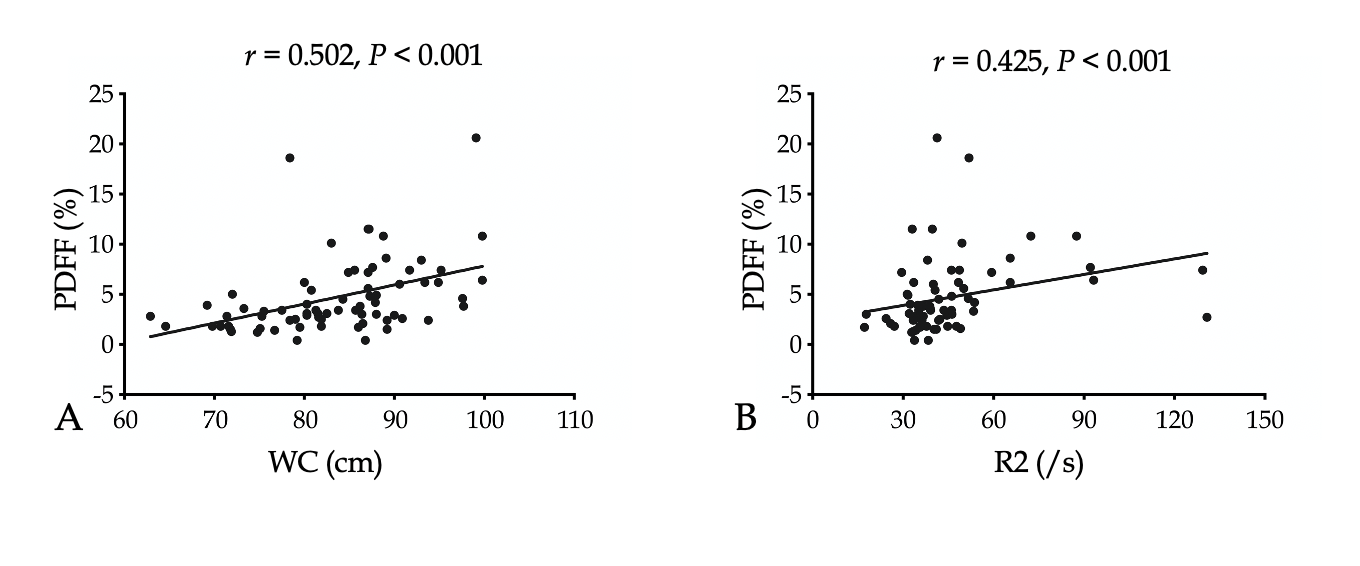 r = 0.502, P < 0.001
25
20
15
10
5
0
-5
PDFF (%)
60 70 80 90 100 110
WC (cm)
A
r = 0.425, P < 0.001
25
20
15
10
5
0
-5
PDFF (%)
0 30 60 90 120 150
R2 (/s)
B